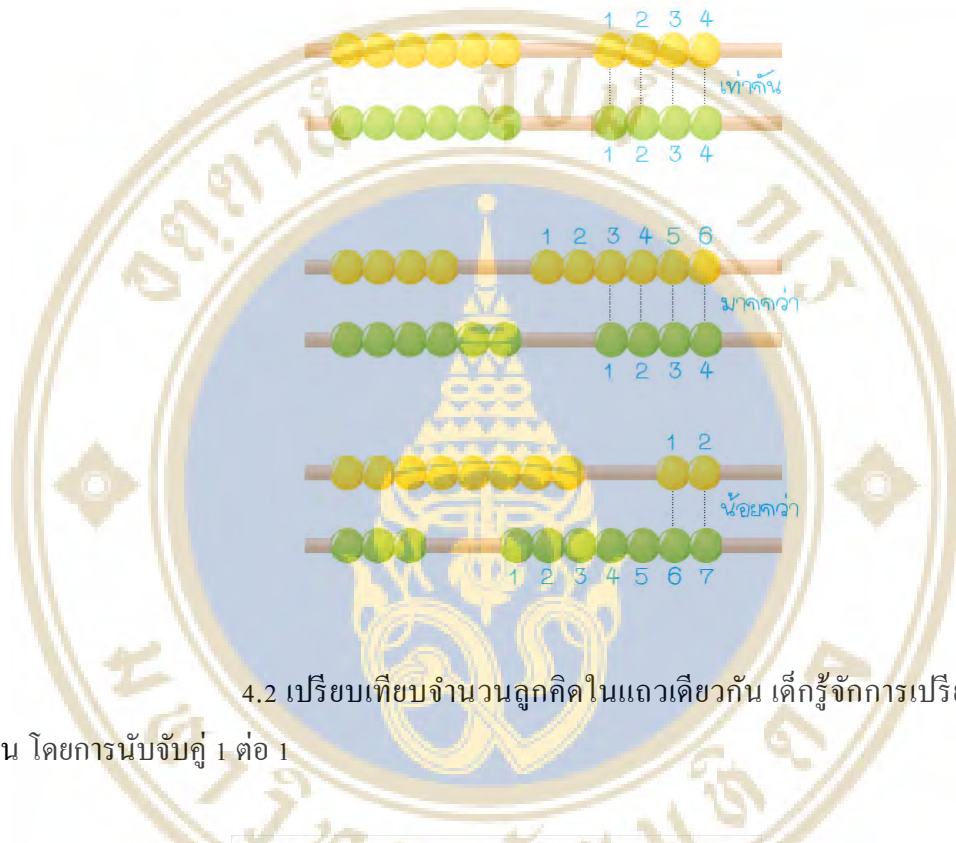 1 2 3 4
เท่ากัน
1 2 3 4
1 2 3 4 5 6
มากกว่า
1 2 3 4
1 2
น้อยกว่า
1 2 3 4 5 6 7
4.2 เปรียบเทียบจำนวนลูกคิดในแถวเดียวกัน เด็กรู้จักการเปรีย
น โดยการนับจับคู่ 1 ต่อ 1